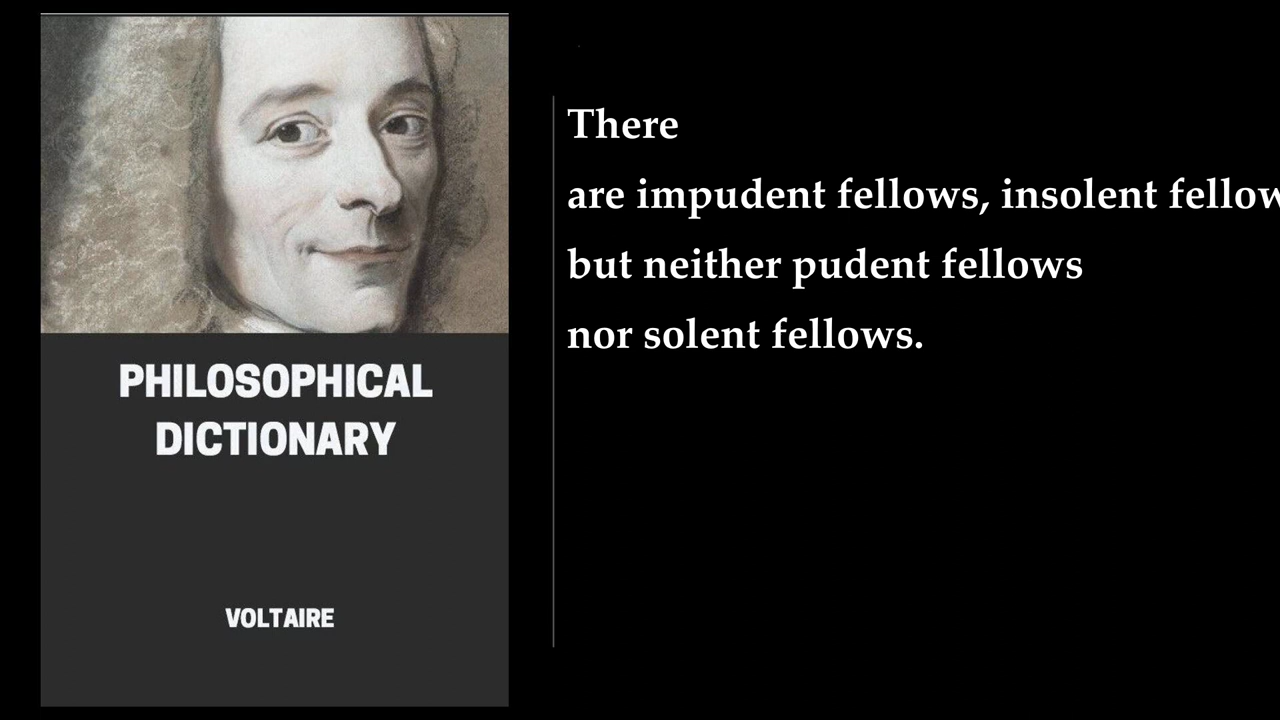 PHILOSOPHICAL
DICTIONARY
VOLTAIRE
There
are impudent fellows, insolent fellow
but neither pudent fellows
nor solent fellows.